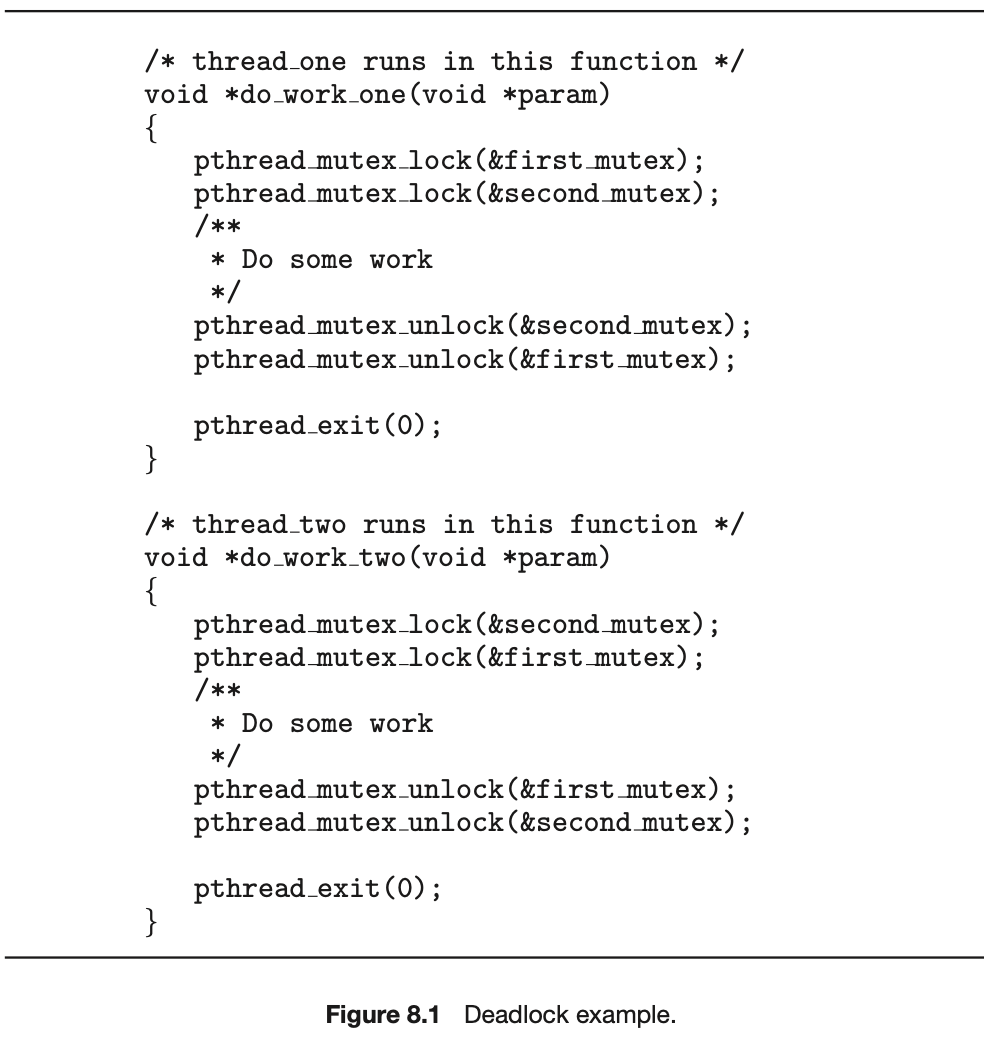 /* thread_one runs in this function */
void *do_work_one(void *param)
{
   pthread_mutex_lock(&first_mutex);
   pthread_mutex_lock(&second_mutex);
   /**
    * Do some work
    */
   pthread_mutex_unlock(&second_mutex);
   pthread_mutex_unlock(&first_mutex);

   pthread_exit(0);
}

/* thread_two runs in this function */
void *do_work_two(void *param)
{
   pthread_mutex_lock(&second_mutex);
   pthread_mutex_lock(&first_mutex);
   /**
    * Do some work
    */
   pthread_mutex_unlock(&first_mutex);
   pthread_mutex_unlock(&second_mutex);

   pthread_exit(0);
}

Figure 8.1 Deadlock example.